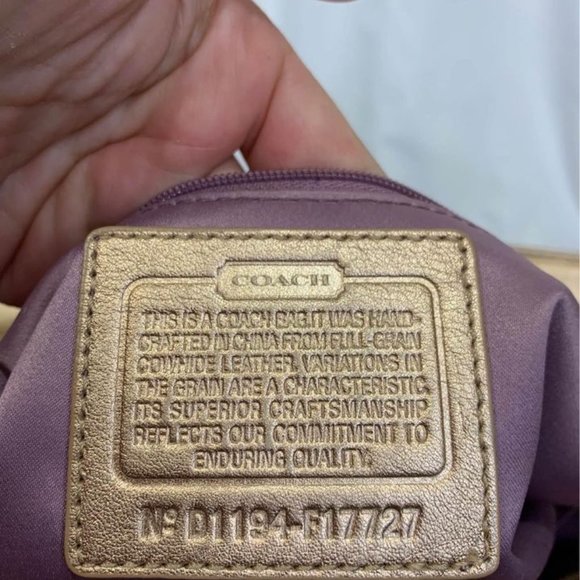 COACH
THIS IS A COACH BAG.IT WAS HAND-
CRAFTED IN CHINA FROM FULL-GRAIN
COWHIDE LEATHER. VARIATIONS IN
THE GRAIN ARE A CHARACTERISTIC.
ITS SUPERIOR CRAFTSMANSHIP
REFLECTS OUR COMMITMENT TO
ENDURING QUALITY.
Nº D1194-F17727